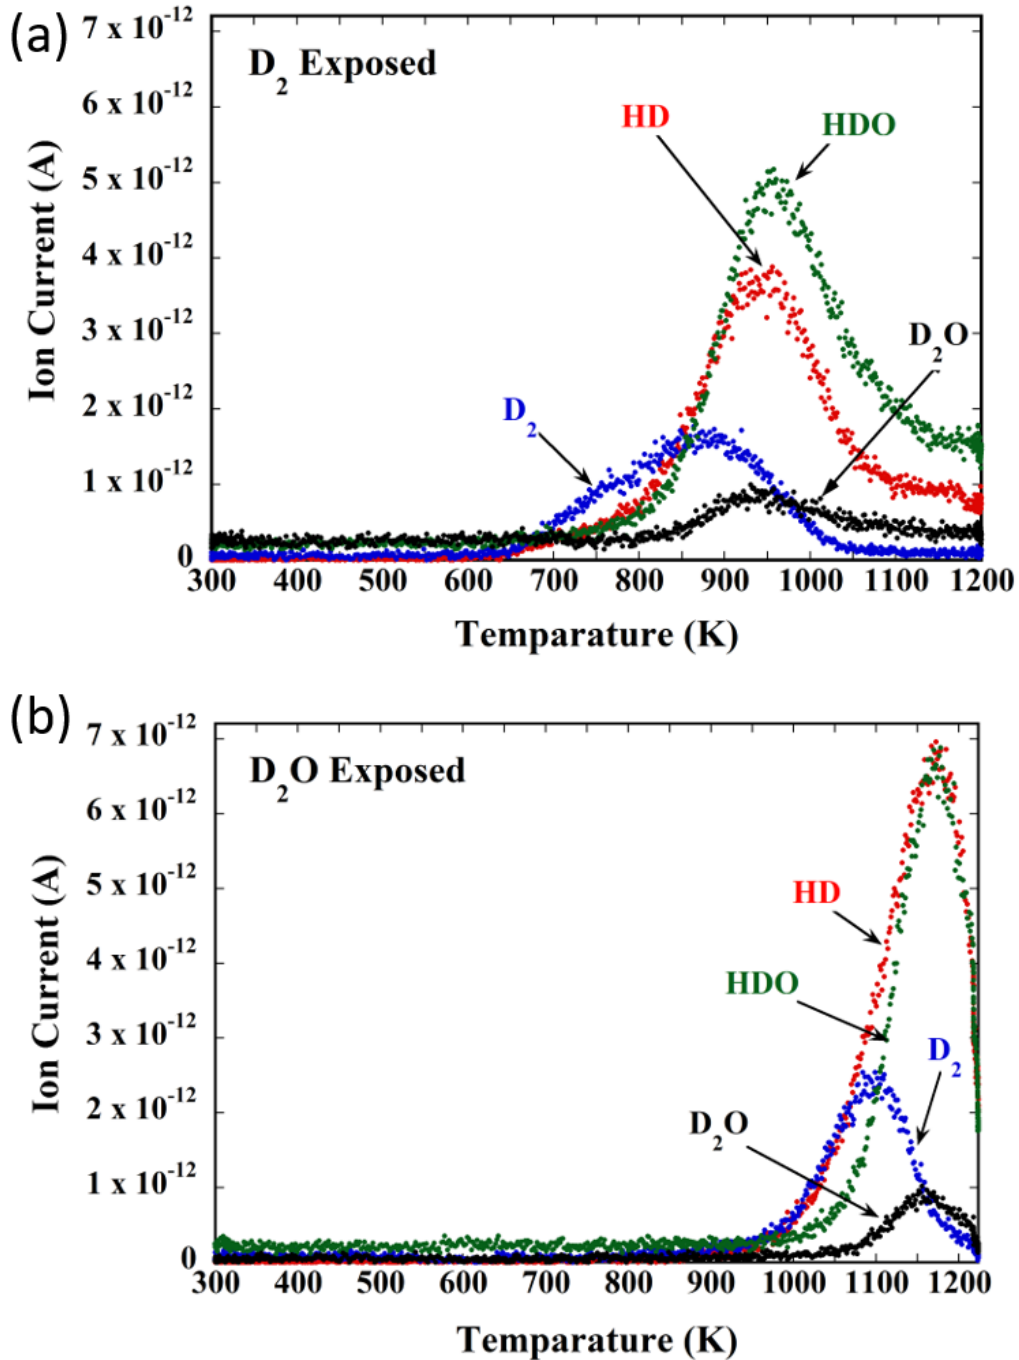 (a)
D₂ Exposed
7 x 10⁻¹²
6 x 10⁻¹²
5 x 10⁻¹²
4 x 10⁻¹²
3 x 10⁻¹²
2 x 10⁻¹²
1 x 10⁻¹²
0
Ion Current (A)
HD
HDO
D₂O
D₂
300 400 500 600 700 800 900 1000 1100 1200
Temparature (K)
(b)
D₂O Exposed
7 x 10⁻¹²
6 x 10⁻¹²
5 x 10⁻¹²
4 x 10⁻¹²
3 x 10⁻¹²
2 x 10⁻¹²
1 x 10⁻¹²
0
Ion Current (A)
HD
HDO
D₂
D₂O
300 400 500 600 700 800 900 1000 1100 1200
Temparature (K)